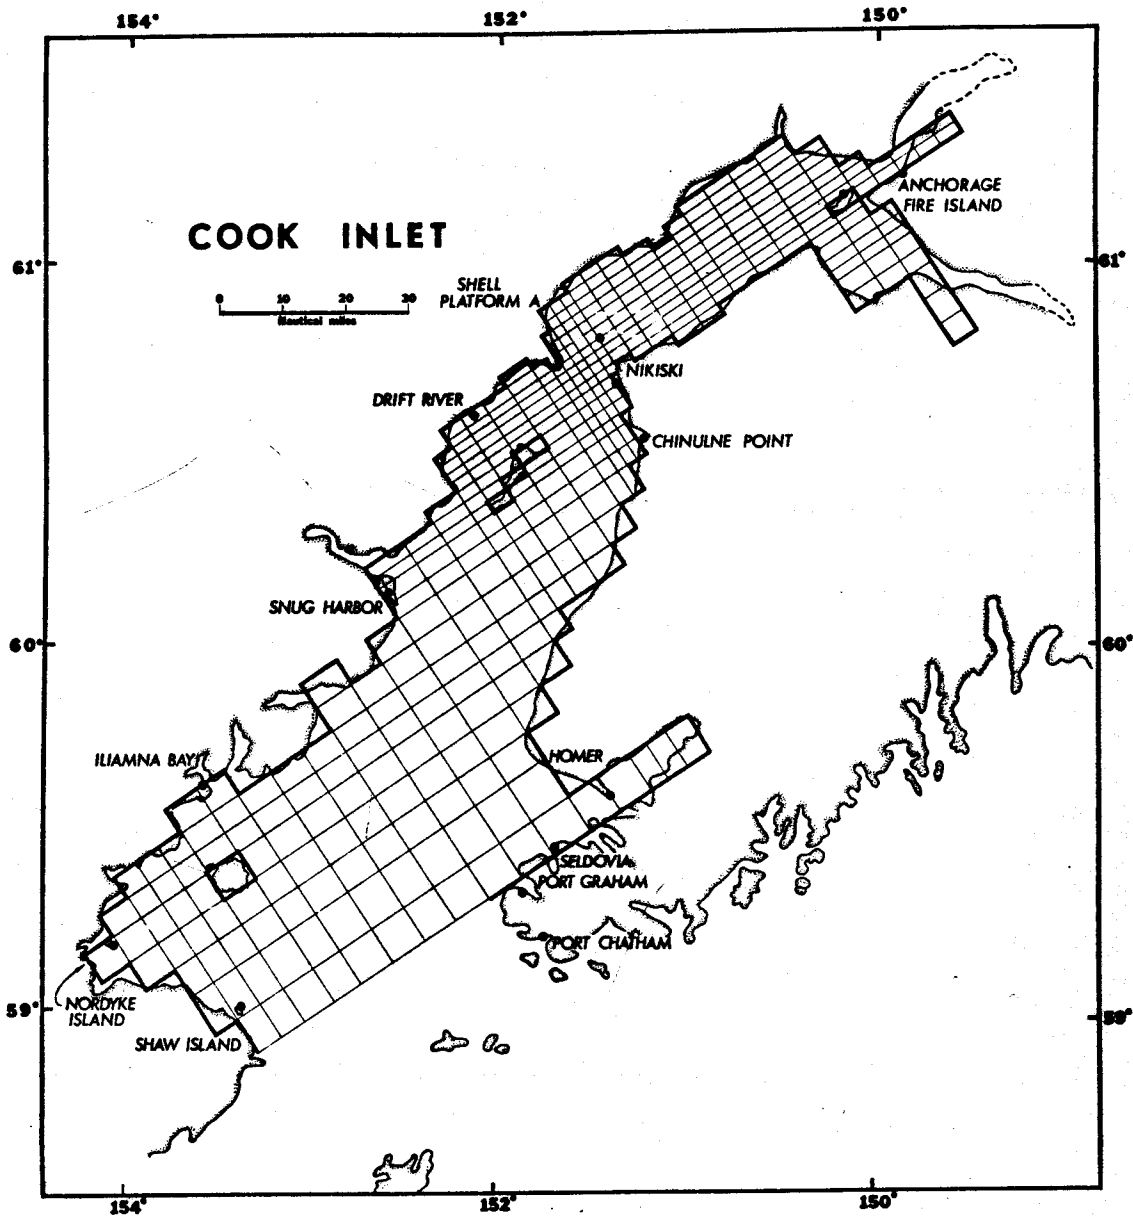 154° 152° 150°
ANCHORAGE
FIRE ISLAND
COOK INLET
61° 61°
SHELL
PLATFORM A
0 10 20 30
Nautical miles
NIKISKI
DRIFT RIVER
CHINULNE POINT
SNUG HARBOR
60° 60°
HOMER
ILIAMNA BAY
SELDOVIA
PORT GRAHAM
PORT CHATHAM
NORDYKE
ISLAND
59° 59°
SHAW ISLAND
154° 152° 150°